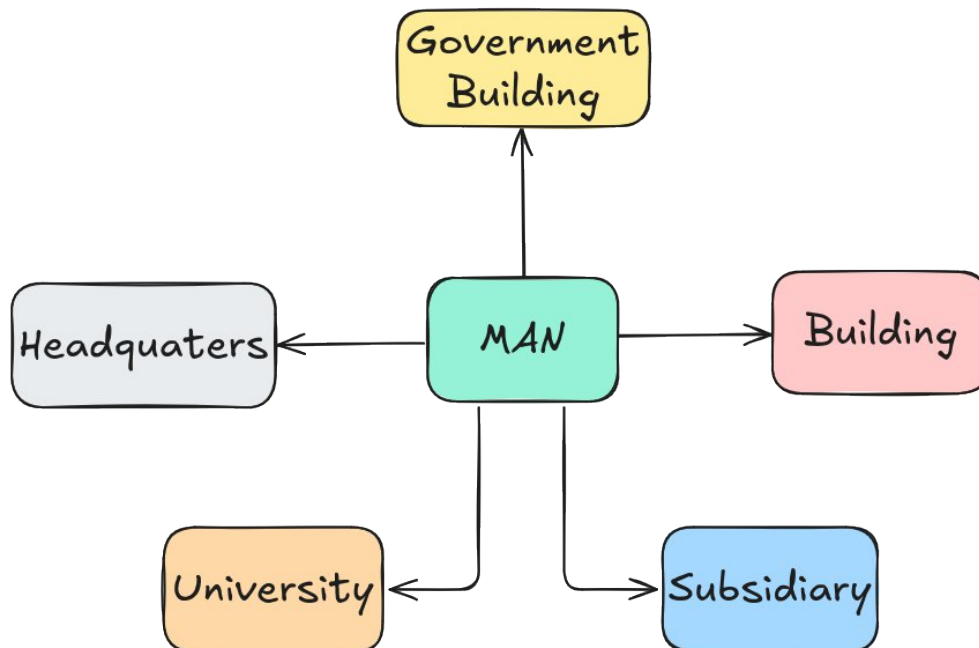 Government
Building
Headquaters
MAN
Building
University
Subsidiary